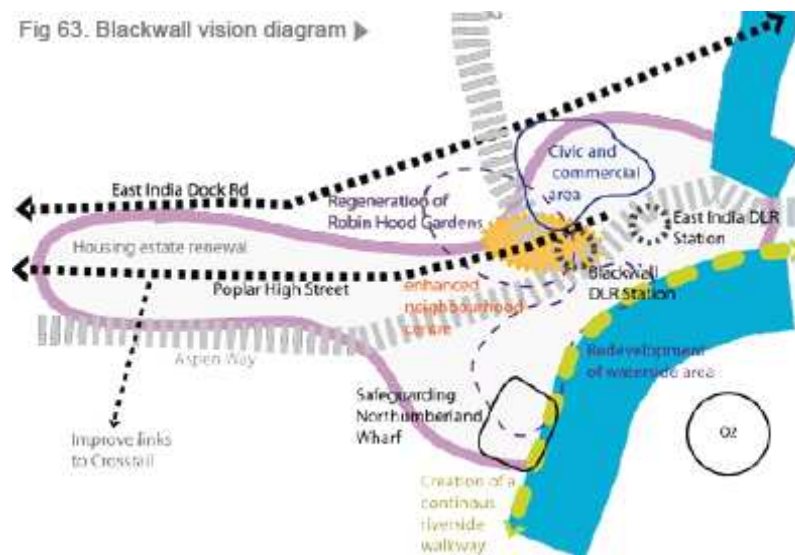 Fig 63. Blackwall vision diagram
Civic and
commercial
area
East India Dock Rd
Regeneration of
Robin Hood Gardens
East India DLR
Station
Housing estate renewal
Blackwall
DLR Station
Poplar High Street
enhanced
neighbourhood
centre
Aspen Way
Redevelopment
of waterside area
Safeguarding
Northumberland
Wharf
O2
Improve links
to Crossrail
Creation of a
continous
riverside
walkway